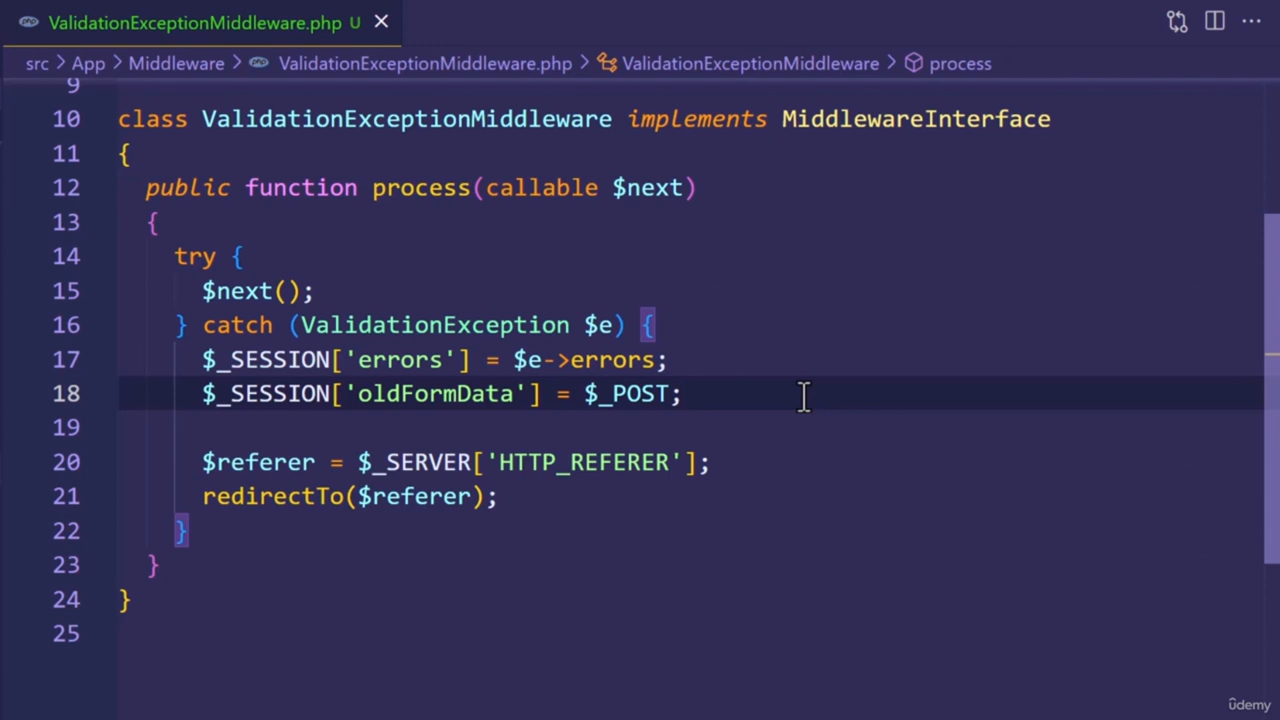 ValidationExceptionMiddleware.php U ×
src > App > Middleware > ValidationExceptionMiddleware.php > ValidationExceptionMiddleware > process
9
10 class ValidationExceptionMiddleware implements MiddlewareInterface
11 {
12 public function process(callable $next)
13 {
14 try {
15 $next();
16 } catch (ValidationException $e) {
17 $_SESSION['errors'] = $e->errors;
18 $_SESSION['oldFormData'] = $_POST;
19
20 $referer = $_SERVER['HTTP_REFERER'];
21 redirectTo($referer);
22 }
23 }
24 }
25
ûdemy